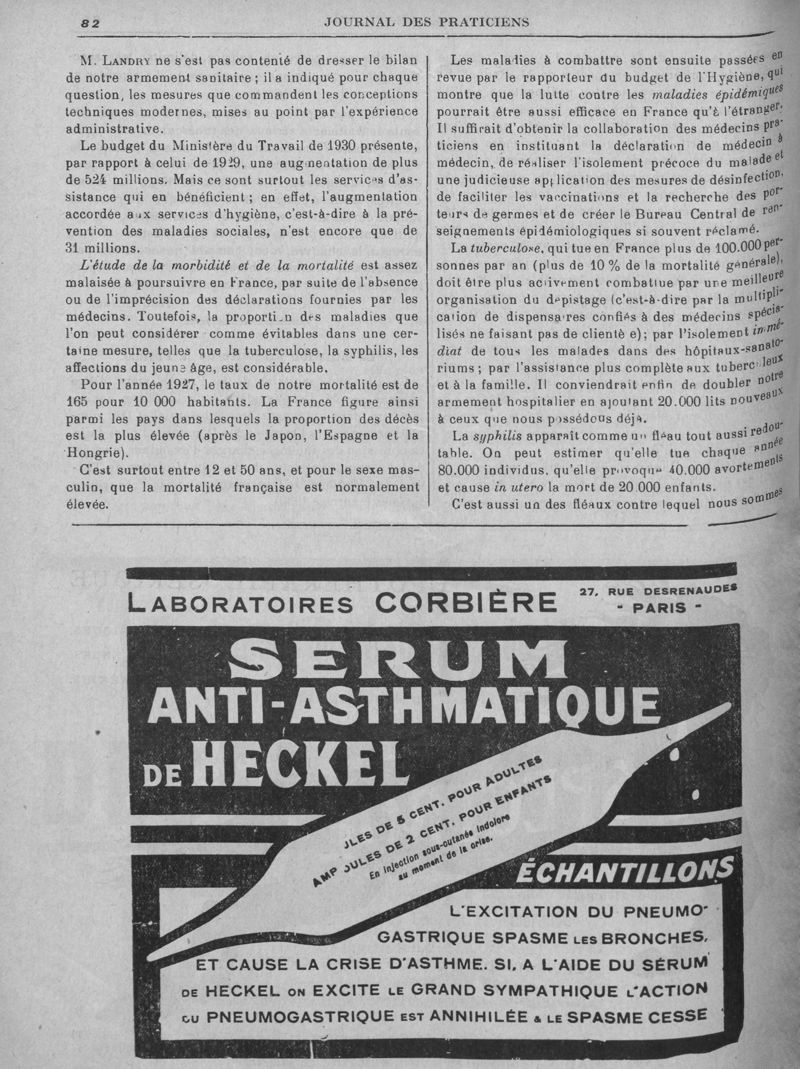 82
JOURNAL DES PRATICIENS
M. LANDRY ne s'est pas contenté de dresser le bilan
de notre armement sanitaire ; il a indiqué pour chaque
question, les mesures que commandent les conceptions
techniques modernes, mises au point par l'expérience
administrative.
Le budget du Ministère du Travail de 1930 présente,
par rapport à celui de 1929, une augmentation de plus
de 524 millions. Mais ce sont surtout les services d'as-
sistance qui en bénéficient ; en effet, l'augmentation
accordée aux services d'hygiène, c'est-à-dire à la pré-
vention des maladies sociales, n'est encore que de
31 millions.
L'étude de la morbidité et de la mortalité est assez
malaisée à poursuivre en France, par suite de l'absence
ou de l'imprécision des déclarations fournies par les
médecins. Toutefois, la proportion des maladies que
l'on peut considérer comme évitables dans une cer-
taine mesure, telles que la tuberculose, la syphilis, les
affections du jeune âge, est considérable.
Pour l'année 1927, le taux de notre mortalité est de
165 pour 10 000 habitants. La France figure ainsi
parmi les pays dans lesquels la proportion des décès
est la plus élevée (après le Japon, l'Espagne et la
Hongrie).
C'est surtout entre 12 et 50 ans, et pour le sexe mas-
culin, que la mortalité française est normalement
élevée.
Les maladies à combattre sont ensuite passées en
revue par le rapporteur du budget de l'Hygiène, qui
montre que la lutte contre les maladies épidémiques
pourrait être aussi efficace en France qu'à l'étranger.
Il suffirait d'obtenir la collaboration des médecins pra-
ticiens en instituant la déclaration de médecin à
médecin, de réaliser l'isolement précoce du malade et
une judicieuse application des mesures de désinfection,
de faciliter les vaccinations et la recherche des por-
teurs de germes et de créer le Bureau Central de ren-
seignements épidémiologiques si souvent réclamé.
La tuberculose, qui tue en France plus de 100.000 per-
sonnes par an (plus de 10 % de la mortalité générale),
doit être plus activement combattue par une meilleure
organisation du dépistage (c'est-à-dire par la multipli-
cation de dispensaires confiés à des médecins spécia-
lisés ne faisant pas de clientèle); par l'isolement immé-
diat de tous les malades dans des hôpitaux-sanato-
riums ; par l'assistance plus complète aux tuberculeux
et à la famille. Il conviendrait enfin de doubler notre
armement hospitalier en ajoutant 20.000 lits nouveaux
à ceux que nous possédons déjà.
La syphilis apparaît comme un fléau tout aussi redou-
table. On peut estimer qu'elle tue chaque année
80.000 individus, qu'elle provoque 40.000 avortements
et cause in utero la mort de 20 000 enfants.
C'est aussi un des fléaux contre lequel nous sommes
LABORATOIRES CORBIÈRE
27, RUE DESRENAUDES
- PARIS -
SERUM
ANTI-ASTHMATIQUE
DE HECKEL
ULES DE 5 CENT. POUR ADULTES
AMPOULES DE 2 CENT. POUR ENFANTS
En injection sous-outanée indolore
au moment de la crise.
ÉCHANTILLONS
L'EXCITATION DU PNEUMO-
GASTRIQUE SPASME LES BRONCHES,
ET CAUSE LA CRISE D'ASTHME. SI, A L'AIDE DU SÉRUM
DE HECKEL ON EXCITE LE GRAND SYMPATHIQUE L'ACTION
DU PNEUMOGASTRIQUE EST ANNIHILÉE & LE SPASME CESSE